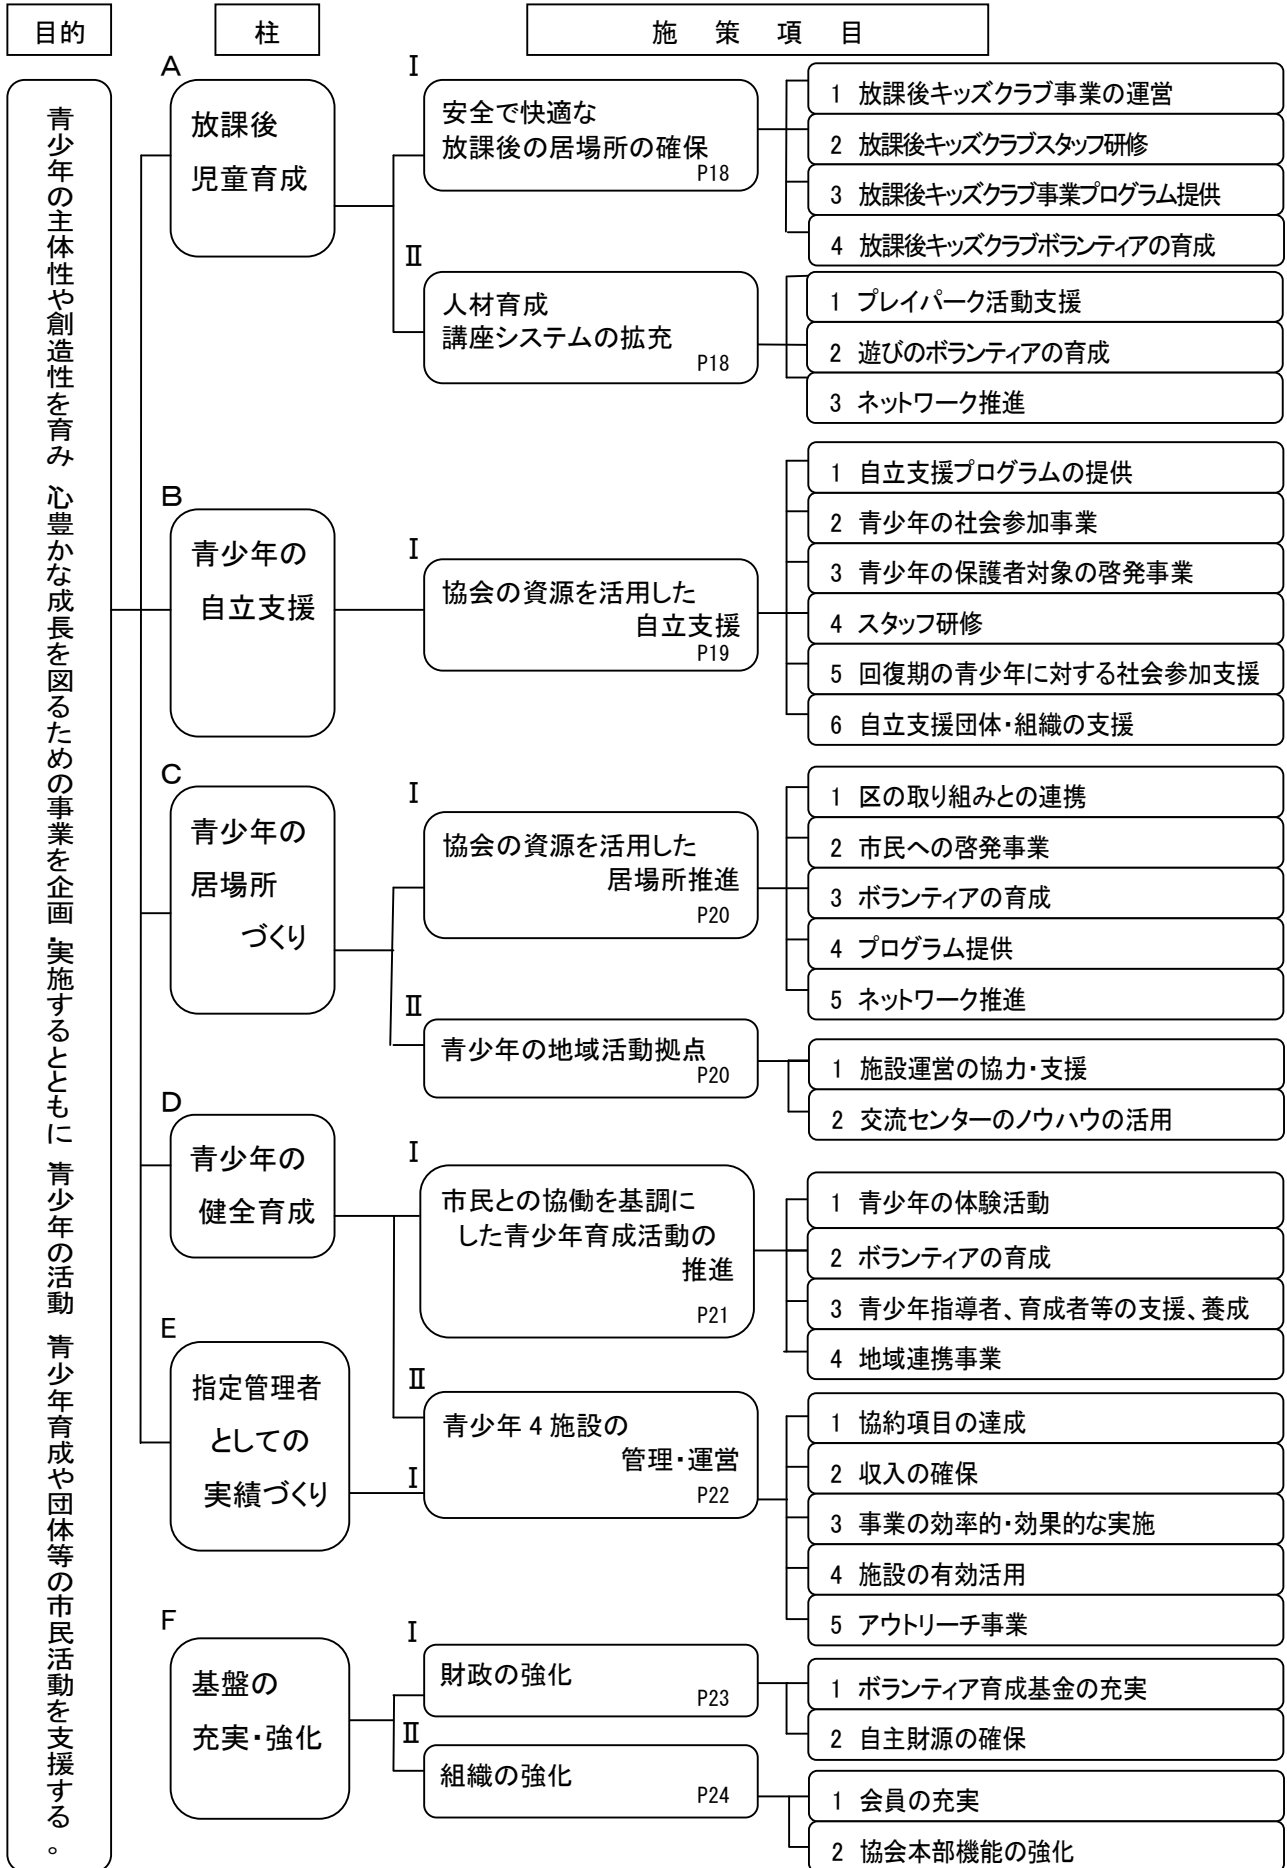 目的
柱
施策項目
青少年の主体性や創造性を育み、心豊かな成長を図るための事業を企画・実施するとともに、青少年の活動、青少年育成や団体等の市民活動を支援する。
A
放課後
児童育成
I
安全で快適な
放課後の居場所の確保
P18
1 放課後キッズクラブ事業の運営
2 放課後キッズクラブスタッフ研修
3 放課後キッズクラブ事業プログラム提供
4 放課後キッズクラブボランティアの育成
Ⅱ
人材育成
講座システムの拡充
P18
1 プレイパーク活動支援
2 遊びのボランティアの育成
3 ネットワーク推進
B
青少年の
自立支援
I
協会の資源を活用した
自立支援
P19
1 自立支援プログラムの提供
2 青少年の社会参加事業
3 青少年の保護者対象の啓発事業
4 スタッフ研修
5 回復期の青少年に対する社会参加支援
6 自立支援団体・組織の支援
C
青少年の
居場所
づくり
I
協会の資源を活用した
居場所推進
P20
1 区の取り組みとの連携
2 市民への啓発事業
3 ボランティアの育成
4 プログラム提供
5 ネットワーク推進
Ⅱ
青少年の地域活動拠点
P20
1 施設運営の協力・支援
2 交流センターのノウハウの活用
D
青少年の
健全育成
I
市民との協働を基調に
した青少年育成活動の
推進
P21
1 青少年の体験活動
2 ボランティアの育成
3 青少年指導者、育成者等の支援、養成
4 地域連携事業
E
指定管理者
としての
実績づくり
Ⅱ
I
青少年4施設の
管理・運営
P22
1 協約項目の達成
2 収入の確保
3 事業の効率的・効果的な実施
4 施設の有効活用
5 アウトリーチ事業
F
基盤の
充実・強化
I
財政の強化
P23
1 ボランティア育成基金の充実
2 自主財源の確保
Ⅱ
組織の強化
P24
1 会員の充実
2 協会本部機能の強化